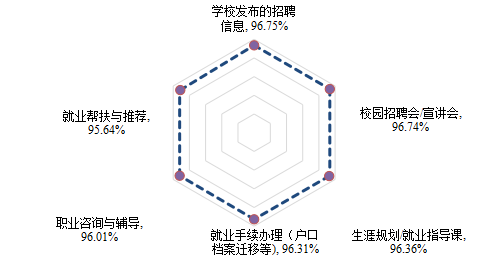 学校发布的招聘
信息, 96.75%
校园招聘会/宣讲会,
96.74%
生涯规划/就业指导课,
96.36%
就业手续办理（户口
档案迁移等), 96.31%
职业咨询与辅导,
96.01%
就业帮扶与推荐,
95.64%